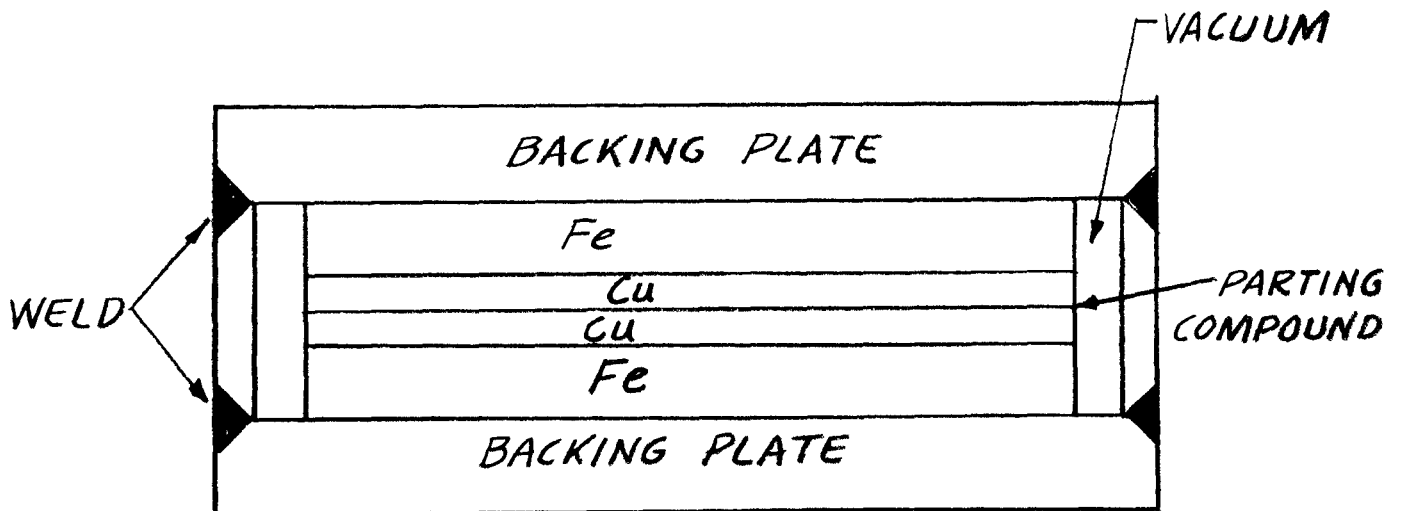 VACUUM
BACKING PLATE
Fe
Cu
Cu
Fe
WELD
PARTING
COMPOUND
BACKING PLATE